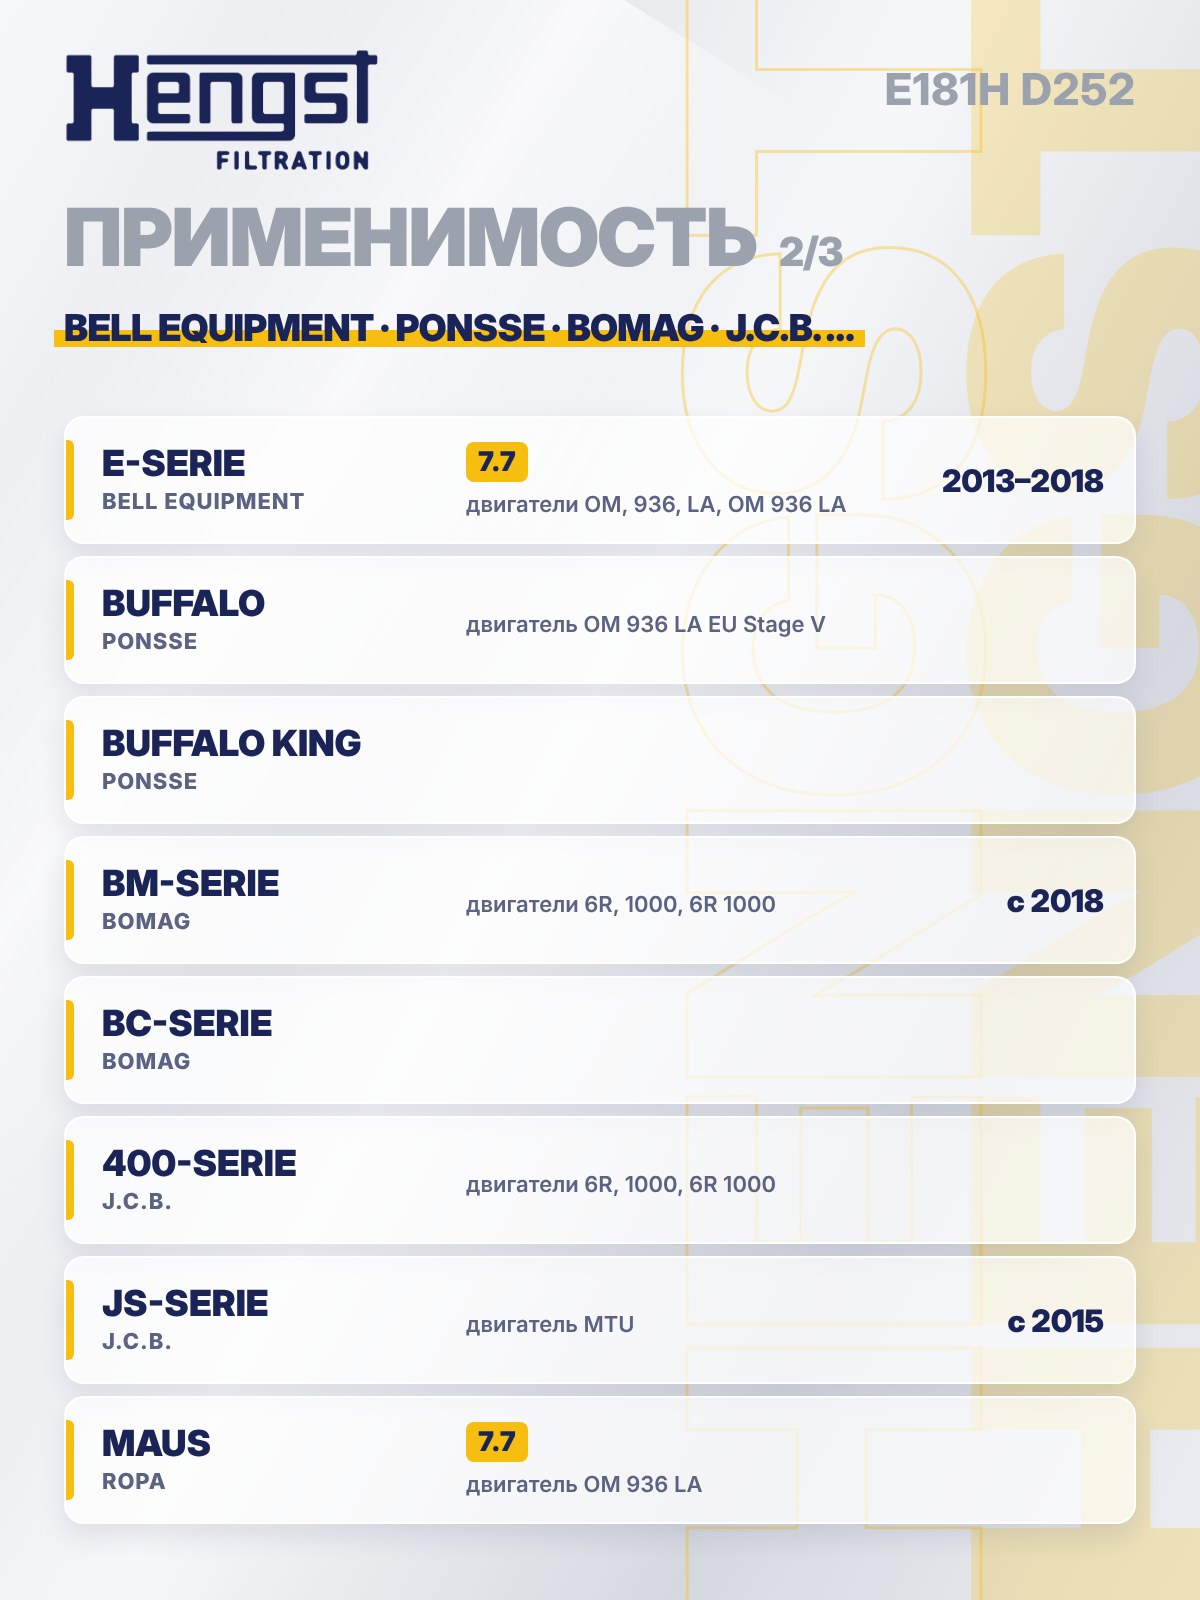 Hengst
FILTRATION
E181H D252
ПРИМЕНИМОСТЬ 2/3
BELL EQUIPMENT · PONSSE · BOMAG · J.C.B. ...
E-SERIE
BELL EQUIPMENT
7.7
двигатели OM, 936, LA, OM 936 LA
2013–2018
BUFFALO
PONSSE
двигатель OM 936 LA EU Stage V
BUFFALO KING
PONSSE
BM-SERIE
BOMAG
двигатели 6R, 1000, 6R 1000
с 2018
BC-SERIE
BOMAG
400-SERIE
J.C.B.
двигатели 6R, 1000, 6R 1000
JS-SERIE
J.C.B.
двигатель MTU
с 2015
MAUS
ROPA
7.7
двигатель OM 936 LA
HENGST
HENGST